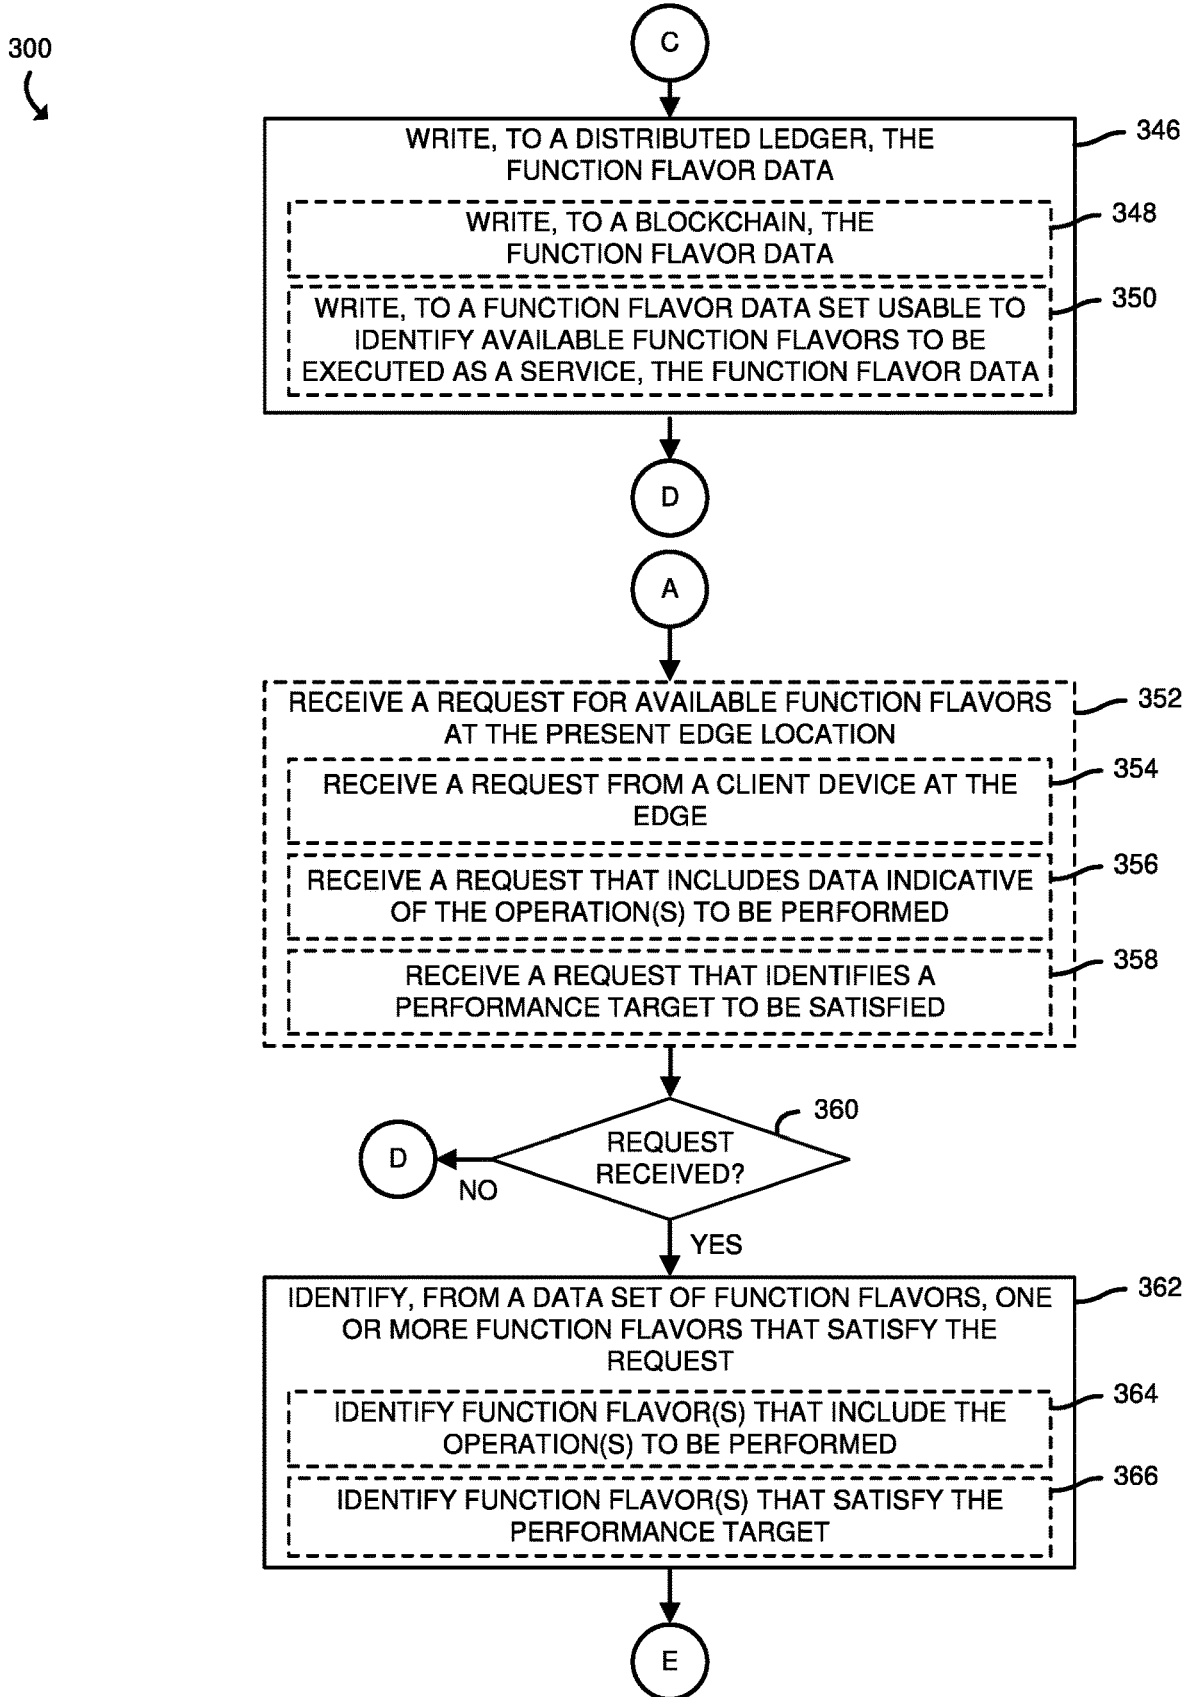 300
C
WRITE, TO A DISTRIBUTED LEDGER, THE
FUNCTION FLAVOR DATA
346
WRITE, TO A BLOCKCHAIN, THE
FUNCTION FLAVOR DATA
348
WRITE, TO A FUNCTION FLAVOR DATA SET USABLE TO
IDENTIFY AVAILABLE FUNCTION FLAVORS TO BE
EXECUTED AS A SERVICE, THE FUNCTION FLAVOR DATA
350
D
A
RECEIVE A REQUEST FOR AVAILABLE FUNCTION FLAVORS
AT THE PRESENT EDGE LOCATION
352
RECEIVE A REQUEST FROM A CLIENT DEVICE AT THE
EDGE
354
RECEIVE A REQUEST THAT INCLUDES DATA INDICATIVE
OF THE OPERATION(S) TO BE PERFORMED
356
RECEIVE A REQUEST THAT IDENTIFIES A
PERFORMANCE TARGET TO BE SATISFIED
358
REQUEST
RECEIVED?
360
D
NO
YES
IDENTIFY, FROM A DATA SET OF FUNCTION FLAVORS, ONE
OR MORE FUNCTION FLAVORS THAT SATISFY THE
REQUEST
362
IDENTIFY FUNCTION FLAVOR(S) THAT INCLUDE THE
OPERATION(S) TO BE PERFORMED
364
IDENTIFY FUNCTION FLAVOR(S) THAT SATISFY THE
PERFORMANCE TARGET
366
E